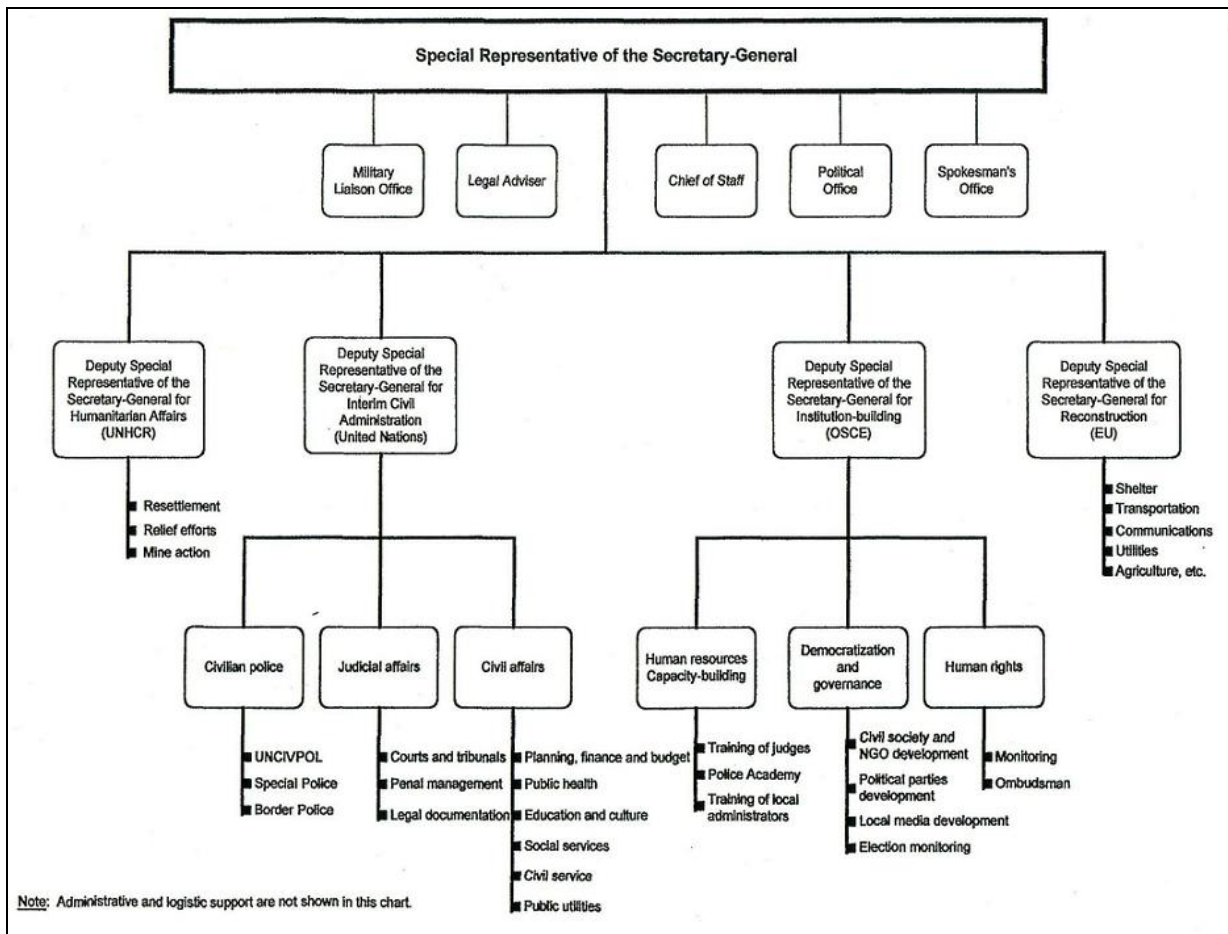 Special Representative of the Secretary-General
Military
Liaison Office
Legal Adviser
Chief of Staff
Political
Office
Spokesman's
Office
Deputy Special
Representative of the
Secretary-General for
Humanitarian Affairs
(UNHCR)
Deputy Special
Representative of the
Secretary-General for
Interim Civil
Administration
(United Nations)
Deputy Special
Representative of the
Secretary-General for
Institution-building
(OSCE)
Deputy Special
Representative of the
Secretary-General for
Reconstruction
(EU)
Resettlement
Relief efforts
Mine action
Shelter
Transportation
Communications
Utilities
Agriculture, etc.
Civilian police
Judicial affairs
Civil affairs
Human resources
Capacity-building
Democratization
and
governance
Human rights
UNCIVPOL
Special Police
Border Police
Courts and tribunals
Penal management
Legal documentation
Planning, finance and budget
Public health
Education and culture
Social services
Civil service
Public utilities
Training of judges
Police Academy
Training of local
administrators
Civil society and
NGO development
Political parties
development
Local media development
Election monitoring
Monitoring
Ombudsman
Note: Administrative and logistic support are not shown in this chart.